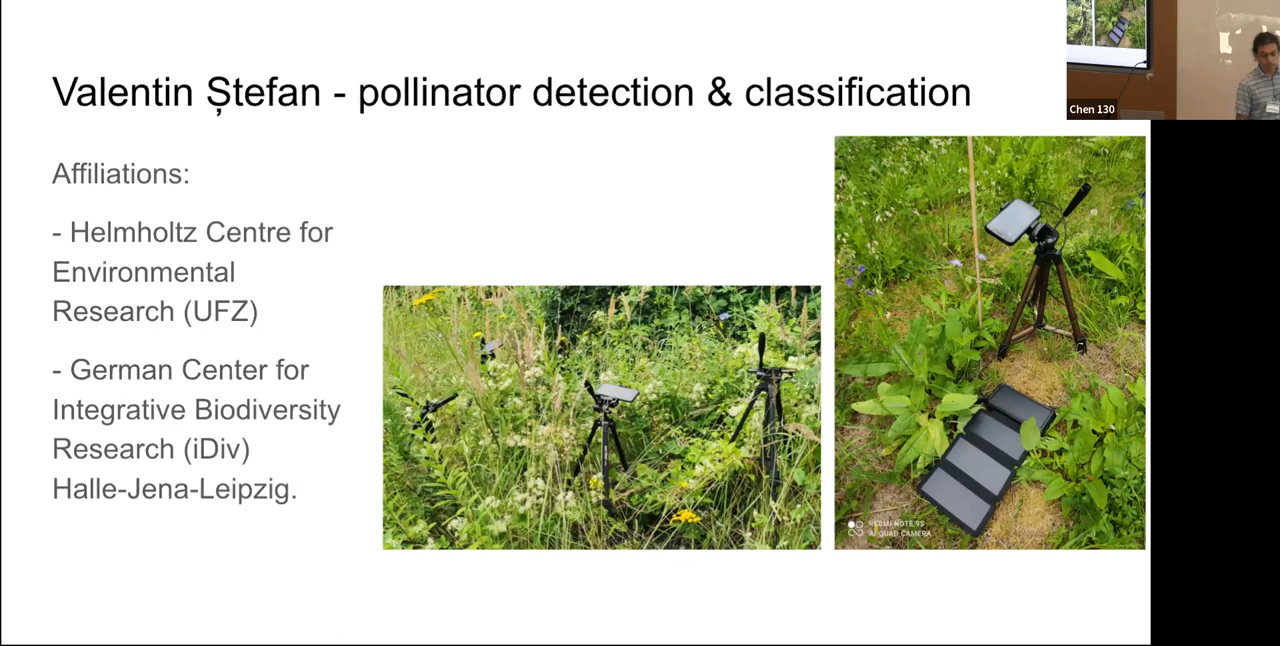 Valentin Ștefan - pollinator detection & classification
Chen 130
Affiliations:
- Helmholtz Centre for
Environmental
Research (UFZ)
- German Center for
Integrative Biodiversity
Research (iDiv)
Halle-Jena-Leipzig.
REDMI NOTE 9S
AI QUAD CAMERA